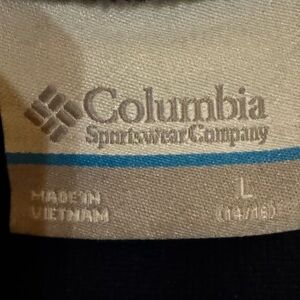 Columbia
Sportswear Company
MADE IN
VIETNAM
L
(14/16)